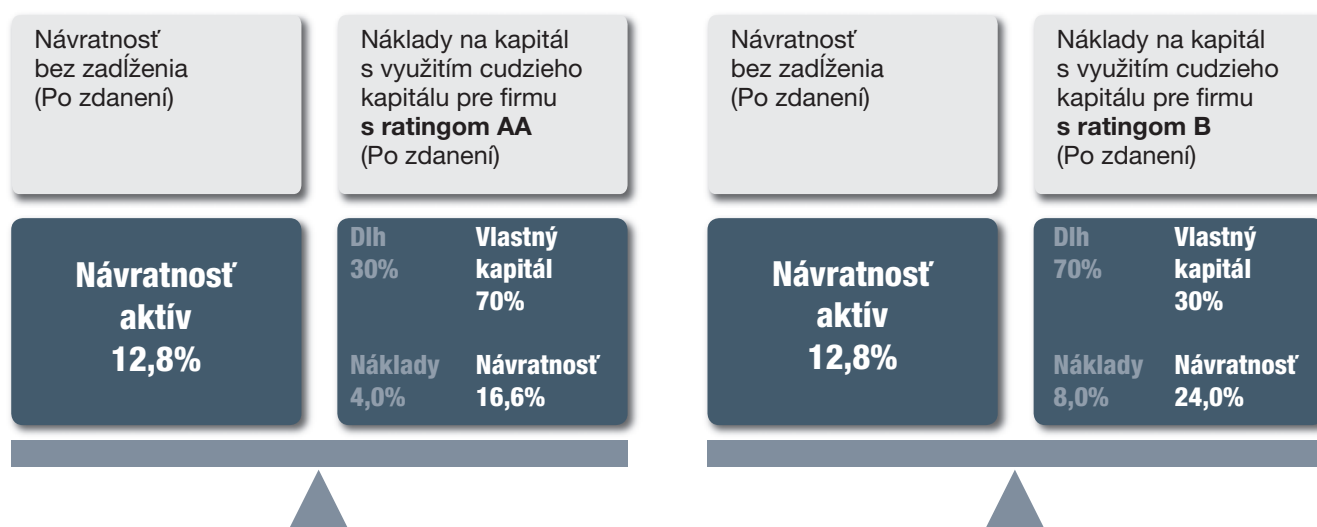 Návratnosť
bez zadĺženia
(Po zdanení)
Náklady na kapitál
s využitím cudzieho
kapitálu pre firmu
s ratingom AA
(Po zdanení)
Návratnosť
aktív
12,8%
Dlh
30%
Vlastný
kapitál
70%
Náklady
4,0%
Návratnosť
16,6%
Návratnosť
bez zadĺženia
(Po zdanení)
Náklady na kapitál
s využitím cudzieho
kapitálu pre firmu
s ratingom B
(Po zdanení)
Návratnosť
aktív
12,8%
Dlh
70%
Vlastný
kapitál
30%
Náklady
8,0%
Návratnosť
24,0%